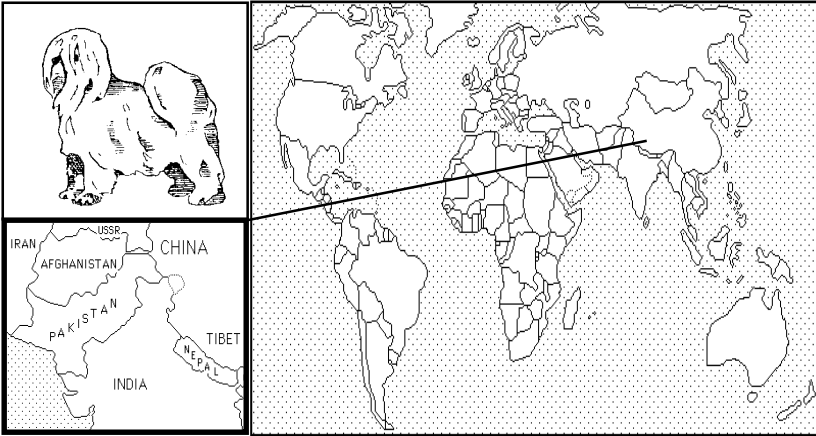 USSR
IRAN
CHINA
AFGHANISTAN
PAKISTAN
TIBET
NEPAL
INDIA